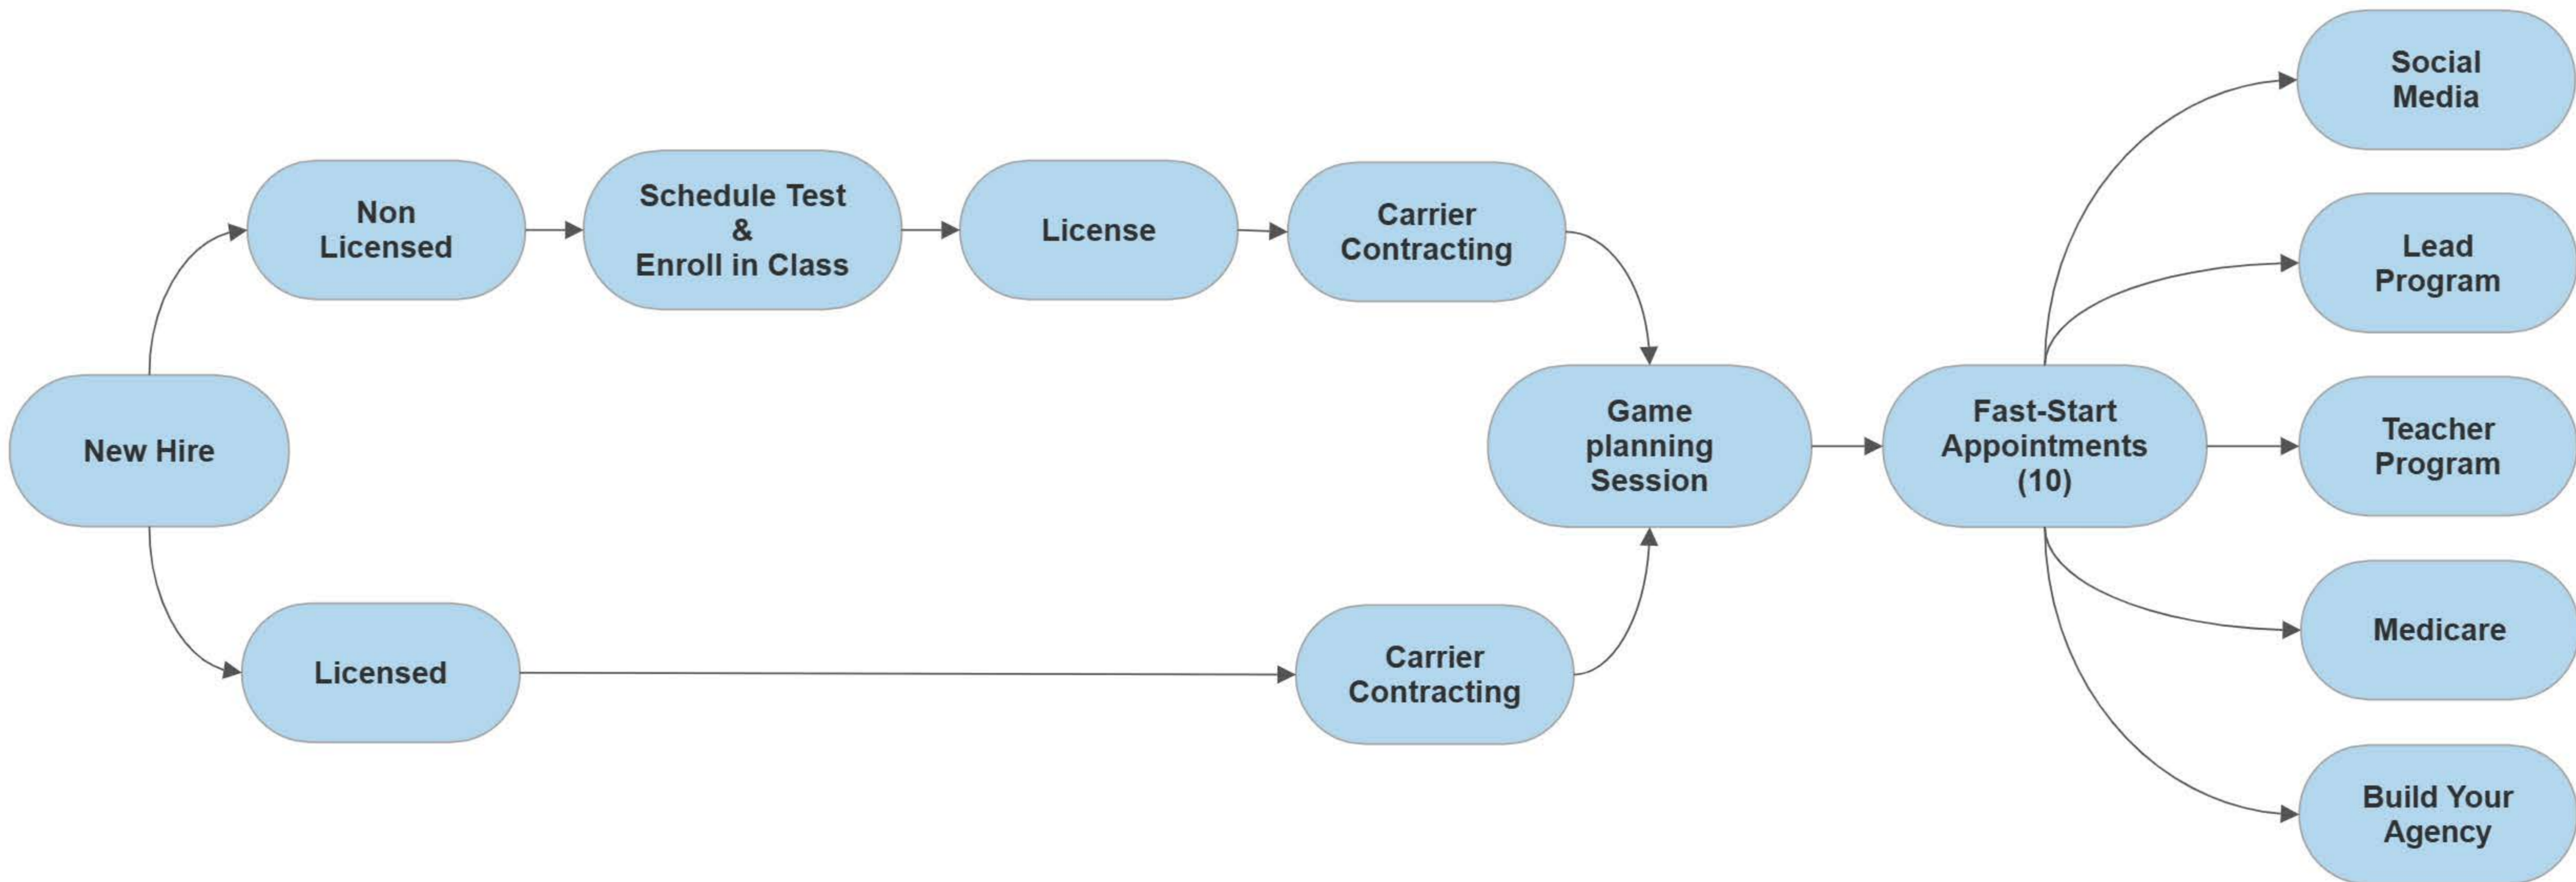 New Hire
Non
Licensed
Schedule Test
&
Enroll in Class
License
Carrier
Contracting
Licensed
Carrier
Contracting
Game
planning
Session
Fast-Start
Appointments
(10)
Social
Media
Lead
Program
Teacher
Program
Medicare
Build Your
Agency